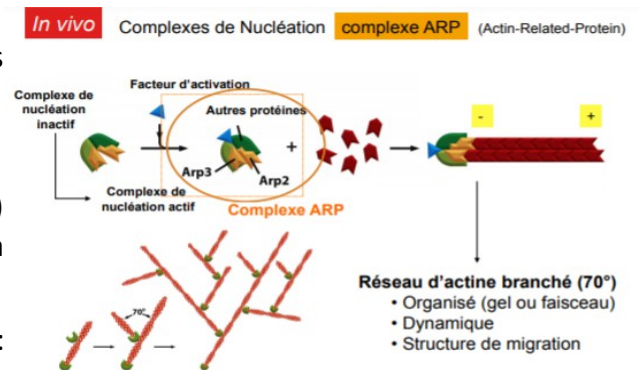 In vivo Complexes de Nucléation complexe ARP (Actin-Related-Protein)
s
Facteur d'activation
Complexe de
nucléation
inactif
Autres protéines
- +
+
Arp3
Arp2
Complexe de
nucléation actif
Complexe ARP
)
n
Réseau d'actine branché (70°)
• Organisé (gel ou faisceau)
• Dynamique
• Structure de migration
70°
: